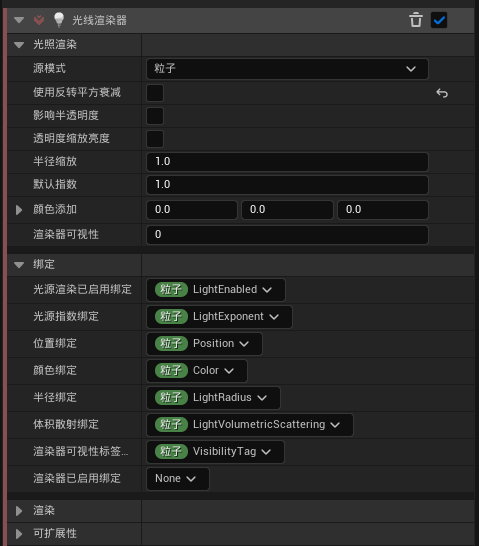 光线渲染器
光照渲染
源模式 粒子
使用反转平方衰减
影响半透明度
透明度缩放亮度
半径缩放 1.0
默认指数 1.0
颜色添加 0.0 0.0 0.0
渲染器可视性 0
绑定
光源渲染已启用绑定 粒子 LightEnabled
光源指数绑定 粒子 LightExponent
位置绑定 粒子 Position
颜色绑定 粒子 Color
半径绑定 粒子 LightRadius
体积散射绑定 粒子 LightVolumetricScattering
渲染器可视性标签... 粒子 VisibilityTag
渲染器已启用绑定 None
渲染
可扩展性